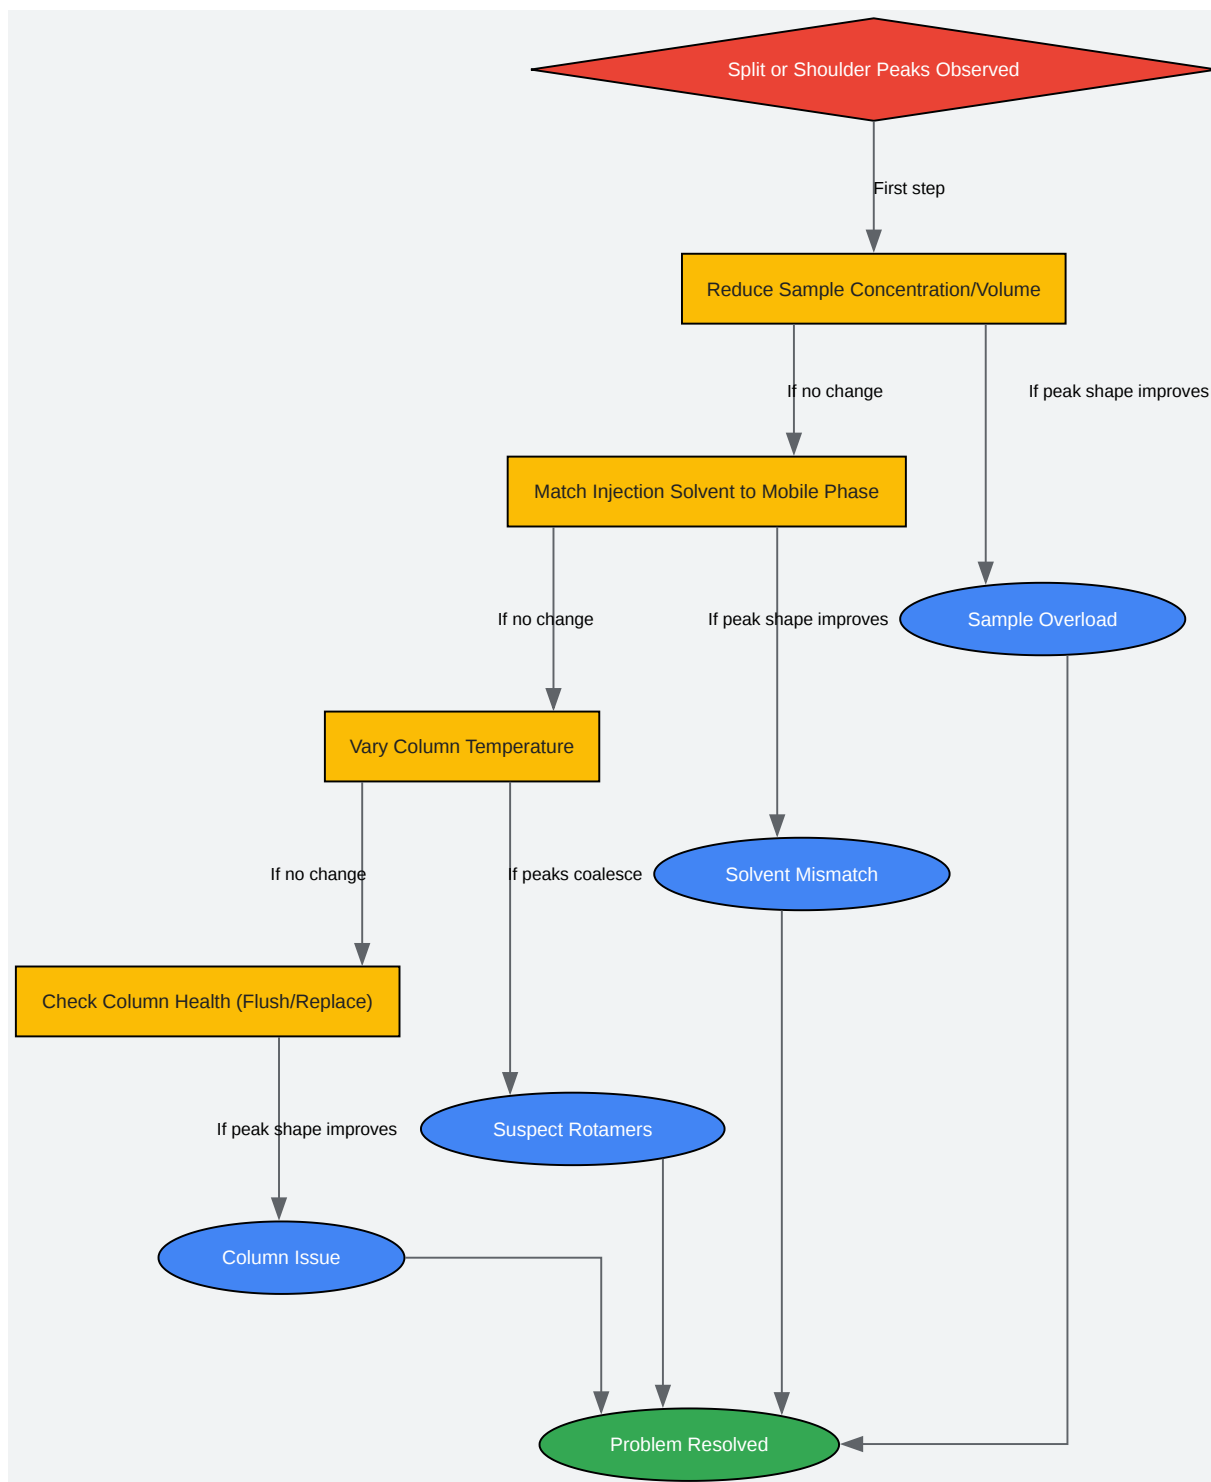 Split or Shoulder Peaks Observed
First step
Reduce Sample Concentration/Volume
If no change
If peak shape improves
Match Injection Solvent to Mobile Phase
If no change
If peak shape improves
Sample Overload
Vary Column Temperature
If no change
If peaks coalesce
Solvent Mismatch
Check Column Health (Flush/Replace)
If peak shape improves
Suspect Rotamers
Column Issue
Problem Resolved